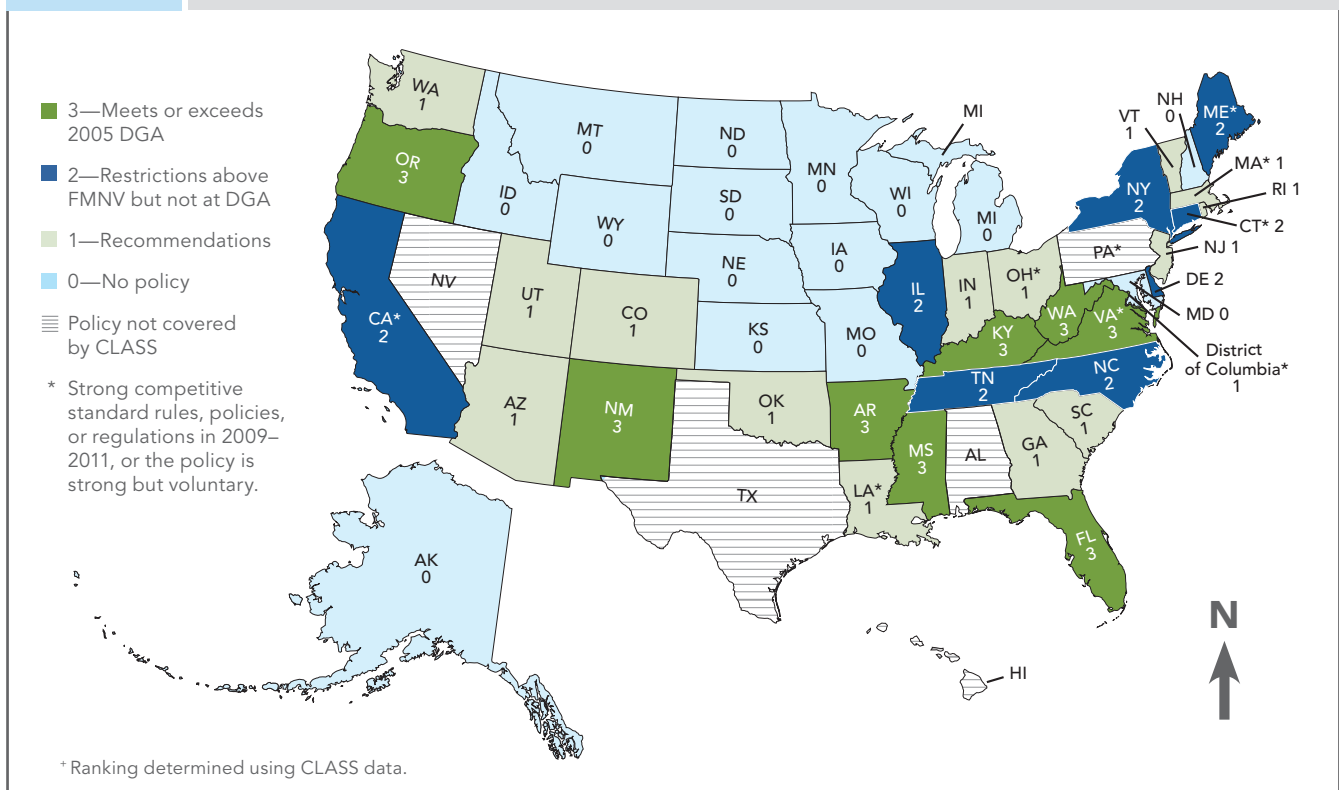 3—Meets or exceeds
2005 DGA
2—Restrictions above
FMNV but not at DGA
1—Recommendations
0—No policy
Policy not covered
by CLASS
* Strong competitive
standard rules, policies,
or regulations in 2009–
2011, or the policy is
strong but voluntary.
WA
1
OR
3
CA*
2
NV
ID
0
MT
0
WY
0
UT
1
CO
1
AZ
1
NM
3
ND
0
SD
0
NE
0
KS
0
OK
1
TX
MN
0
IA
0
MO
0
AR
3
LA*
1
WI
0
IL
2
MI
MI
0
IN
1
OH*
1
KY
3
TN
2
MS
3
AL
GA
1
FL
3
SC
1
NC
2
WA
3
VA*
3
PA*
NY
2
VT
1
NH
0
ME*
2
MA* 1
RI 1
CT* 2
NJ 1
DE 2
MD 0
District
of Columbia*
1
AK
0
HI
N
+ Ranking determined using CLASS data.